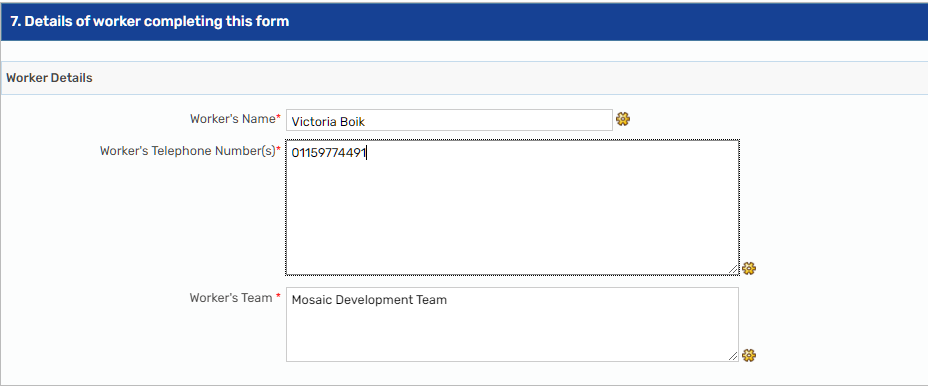 7. Details of worker completing this form
Worker Details
Worker's Name* Victoria Boik
Worker's Telephone Number(s)* 01159774491
Worker's Team * Mosaic Development Team